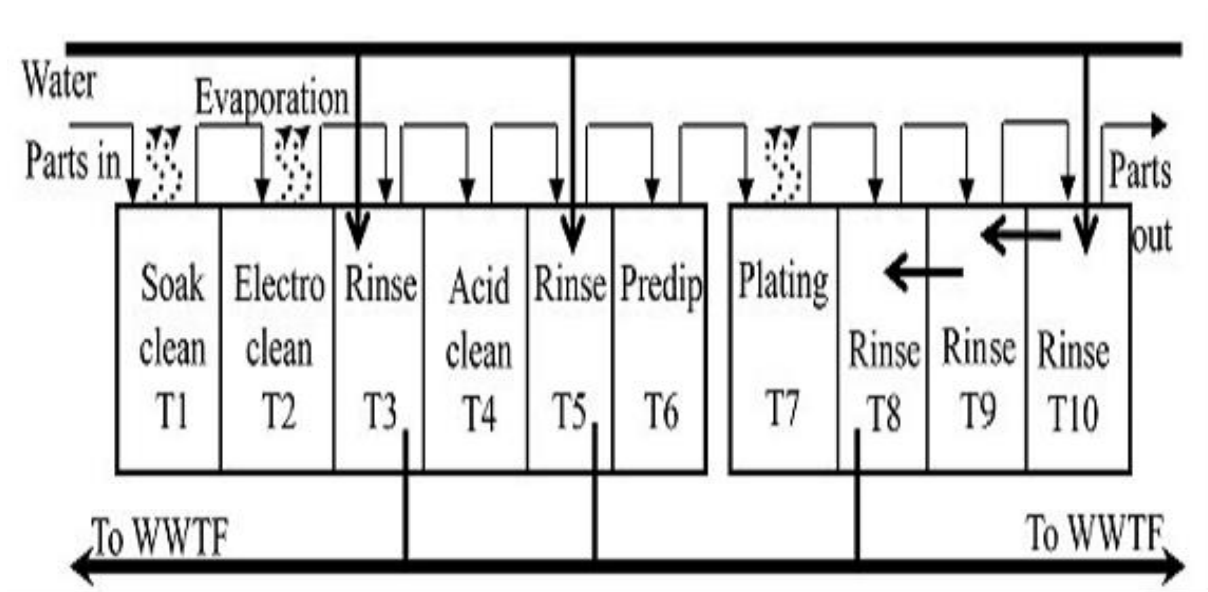 Water
Evaporation
Parts in
Parts
out
Soak
clean
T1
Electro
clean
T2
Rinse
T3
Acid
clean
T4
Rinse
T5
Predip
T6
Plating
T7
Rinse
T8
Rinse
T9
Rinse
T10
To WWTF
To WWTF